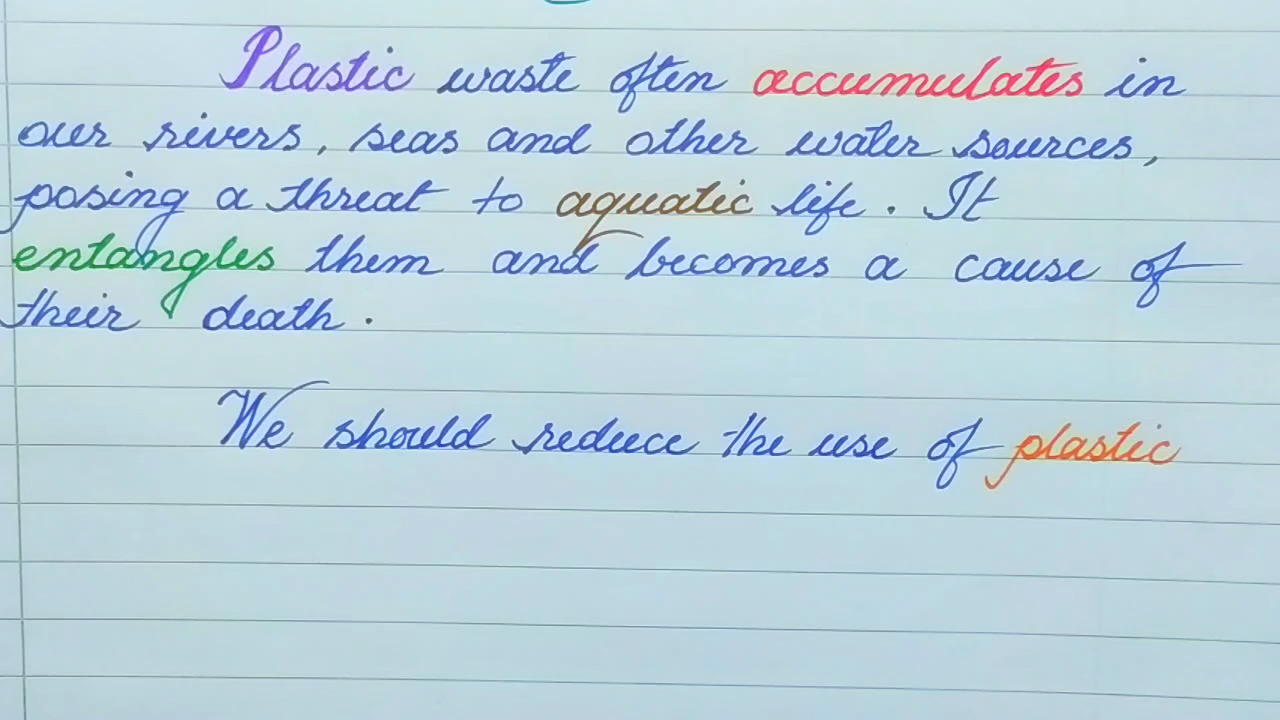 Plastic waste often accumulates in
our rivers, seas and other water sources,
posing a threat to aquatic life. It
entangles them and becomes a cause of
their death.
We should reduce the use of plastic